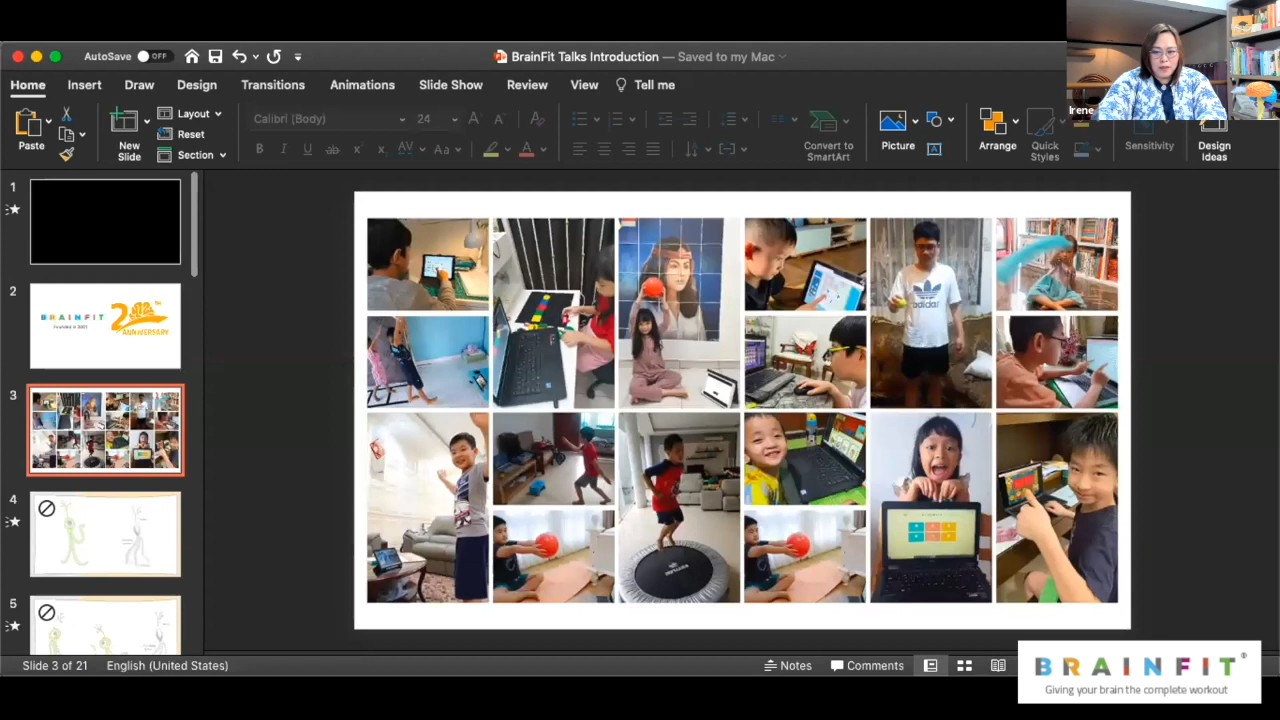 AutoSave OFF
BrainFit Talks Introduction — Saved to my Mac
Home Insert Draw Design Transitions Animations Slide Show Review View Tell me
Paste
New Slide
Layout
Reset
Section
Calibri (Body) 24
Convert to SmartArt
Picture
Arrange
Quick Styles
Sensitivity
Design Ideas
Irene
1
2
BRAINFIT
ANNIVERSARY
3
4
5
adidas
Slide 3 of 21 English (United States)
Notes Comments
BRAINFIT®
Giving your brain the complete workout